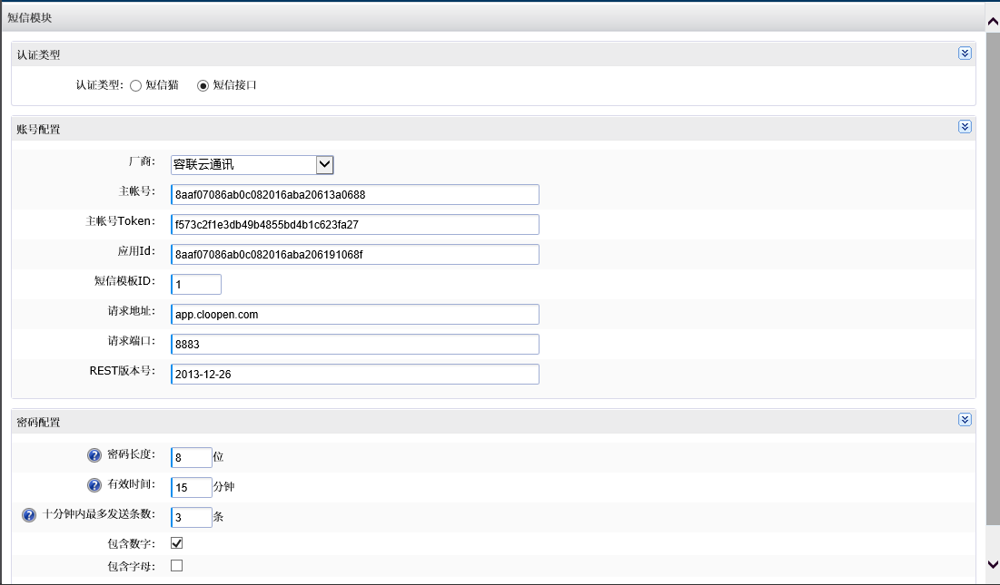 短信模块
认证类型
认证类型: 短信猫 短信接口
账号配置
厂商: 容联云通讯
主帐号: 8aaf07086ab0c082016aba20613a0688
主帐号Token: f573c2f1e3db49b4855bd4b1c623fa27
应用Id: 8aaf07086ab0c082016aba206191068f
短信模板ID: 1
请求地址: app.cloopen.com
请求端口: 8883
REST版本号: 2013-12-26
密码配置
密码长度: 8 位
有效时间: 15 分钟
十分钟内最多发送条数: 3 条
包含数字:
包含字母: